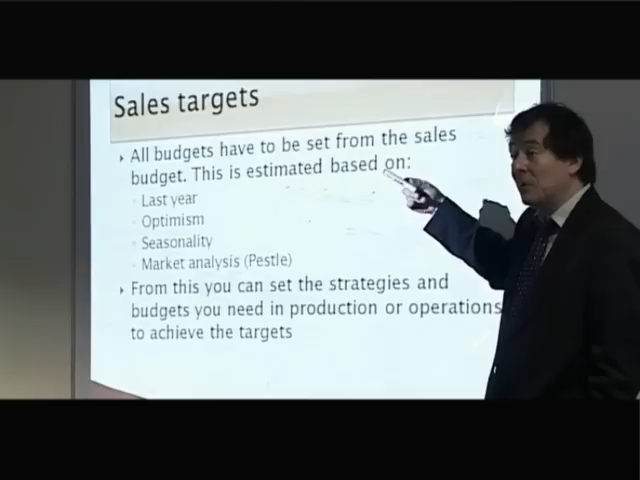 Sales targets
All budgets have to be set from the sales
budget. This is estimated based on:
Last year
Optimism
Seasonality
Market analysis (Pestle)
From this you can set the strategies and
budgets you need in production or operations
to achieve the targets